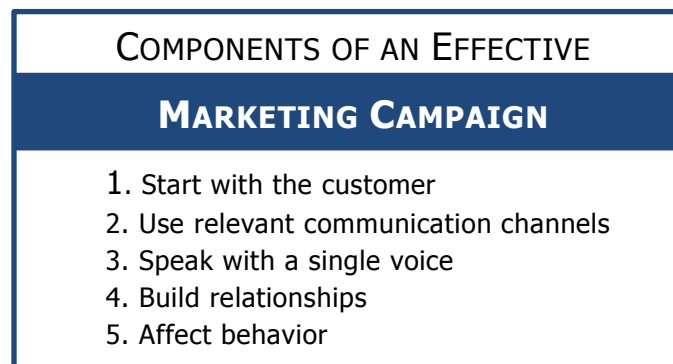 COMPONENTS OF AN EFFECTIVE
MARKETING CAMPAIGN
1. Start with the customer
2. Use relevant communication channels
3. Speak with a single voice
4. Build relationships
5. Affect behavior